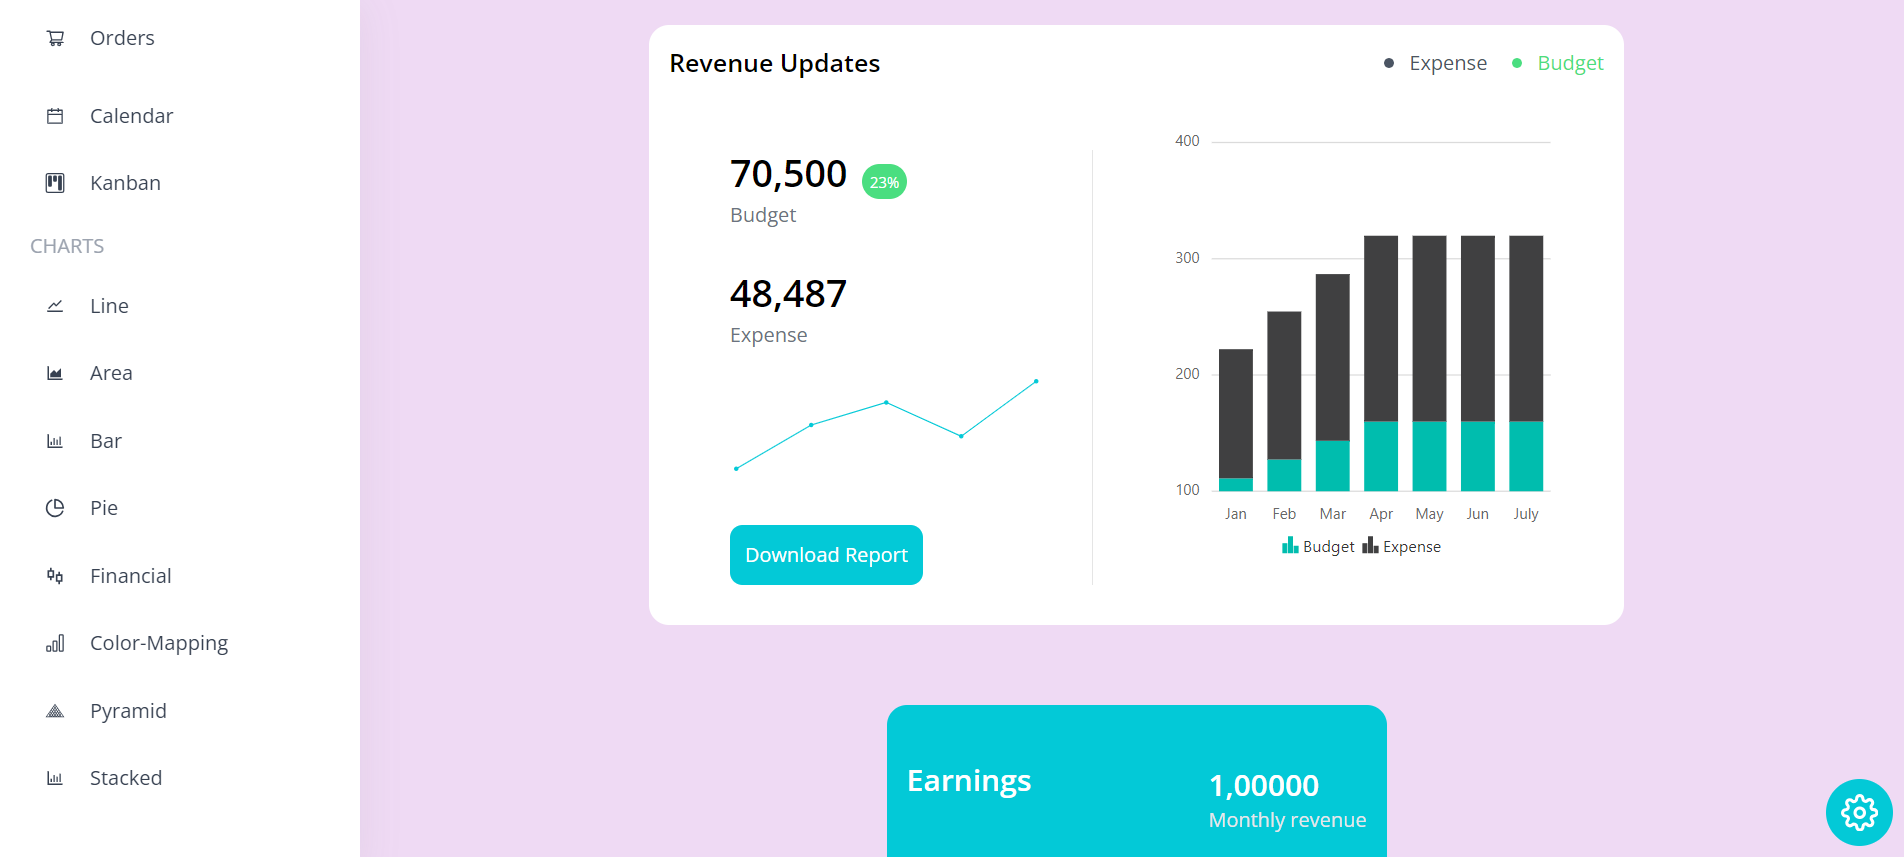 Orders
Calendar
Kanban
CHARTS
Line
Area
Bar
Pie
Financial
Color-Mapping
Pyramid
Stacked
Revenue Updates
Expense Budget
70,500 23%
Budget
48,487
Expense
Download Report
400
300
200
100
Jan Feb Mar Apr May Jun July
Budget Expense
Earnings
1,00000
Monthly revenue